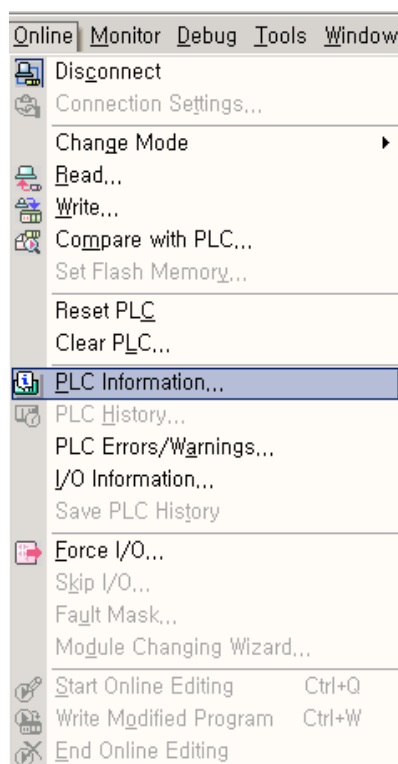 Online Monitor Debug Tools Window
Disconnect
Connection Settings...
Change Mode
Read...
Write...
Compare with PLC...
Set Flash Memory...
Reset PLC
Clear PLC...
PLC Information...
PLC History...
PLC Errors/Warnings...
I/O Information...
Save PLC History
Force I/O...
Skip I/O...
Fault Mask...
Module Changing Wizard...
Start Online Editing Ctrl+Q
Write Modified Program Ctrl+W
End Online Editing